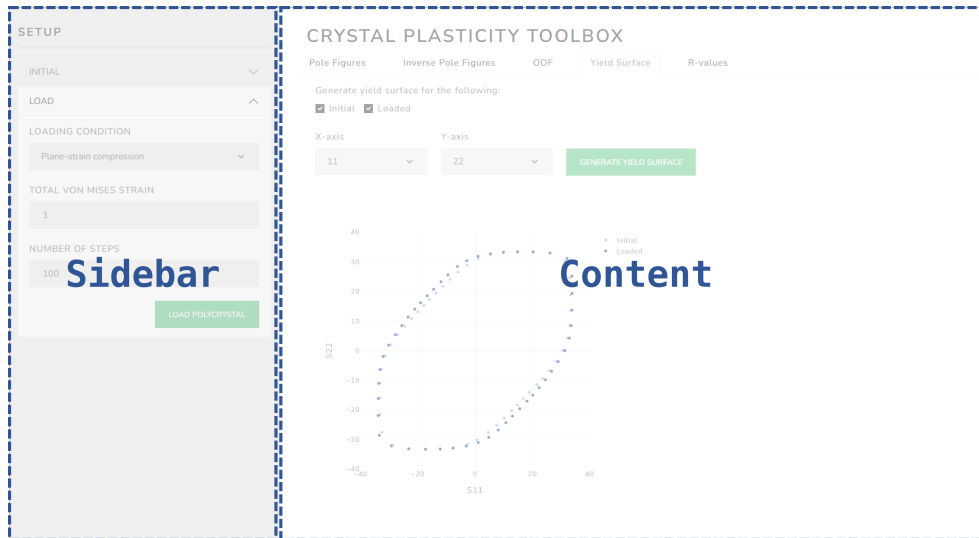 SETUP
INITIAL
LOAD
LOADING CONDITION
Plane-strain compression
TOTAL VON MISES STRAIN
1
NUMBER OF STEPS
100
Sidebar
LOAD POLYCRYSTAL
CRYSTAL PLASTICITY TOOLBOX
Pole Figures Inverse Pole Figures ODF Yield Surface R-values
Generate yield surface for the following:
Initial Loaded
X-axis Y-axis
11 22 GENERATE YIELD SURFACE
Initial
Loaded
Content
40
30
20
10
0
−10
−20
−30
−40
S22
−40 −20 0 20 40
S11